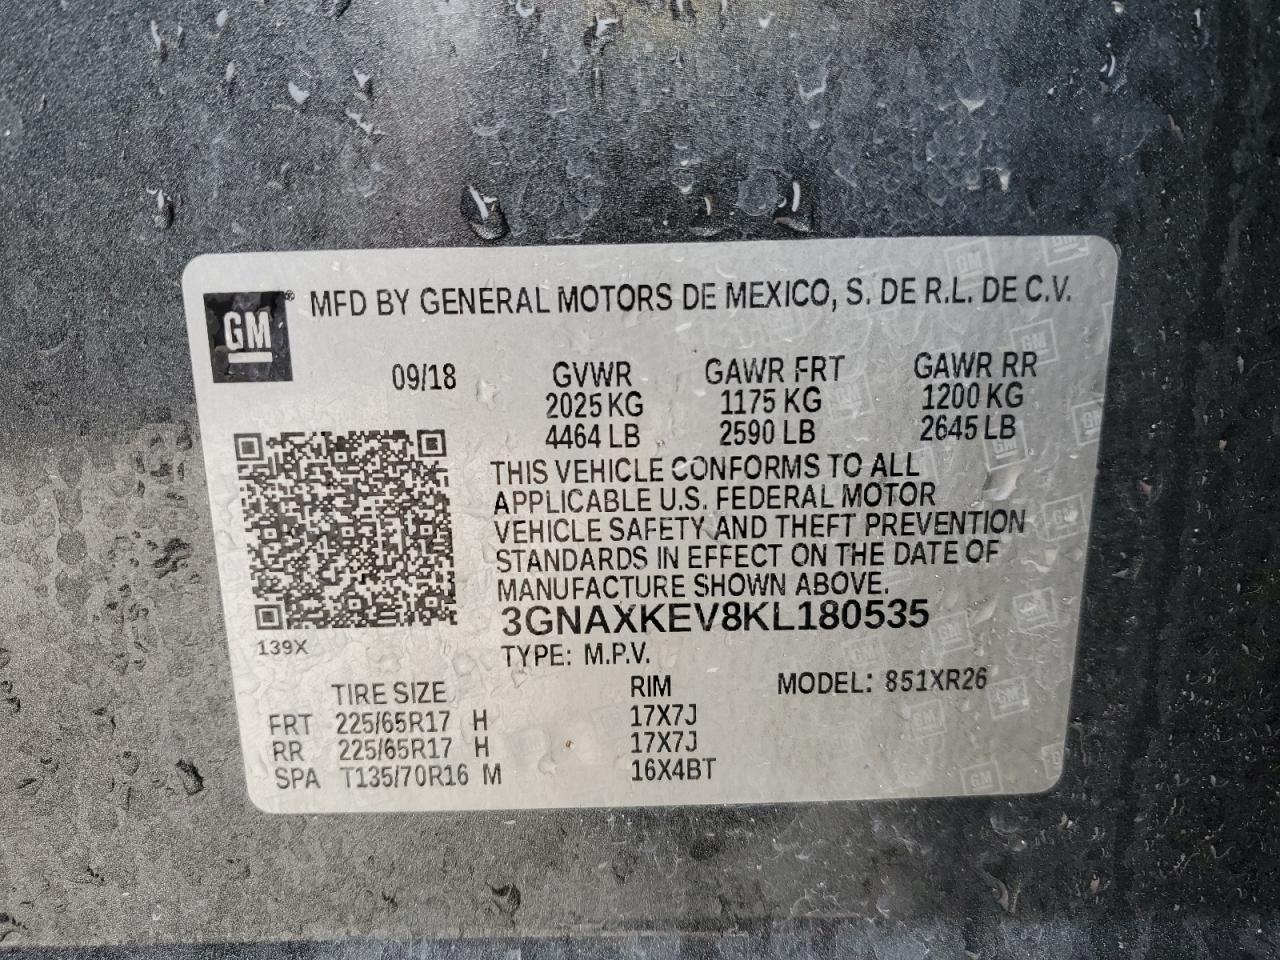 GM® MFD BY GENERAL MOTORS DE MEXICO, S. DE R.L. DE C.V.
09/18 GVWR GAWR FRT GAWR RR
2025 KG 1175 KG 1200 KG
4464 LB 2590 LB 2645 LB
THIS VEHICLE CONFORMS TO ALL
APPLICABLE U.S. FEDERAL MOTOR
VEHICLE SAFETY AND THEFT PREVENTION
STANDARDS IN EFFECT ON THE DATE OF
MANUFACTURE SHOWN ABOVE.
3GNAXKEV8KL180535
139X
TYPE: M.P.V.
TIRE SIZE RIM MODEL: 851XR26
FRT 225/65R17 H 17X7J
RR 225/65R17 H 17X7J
SPA T135/70R16 M 16X4BT